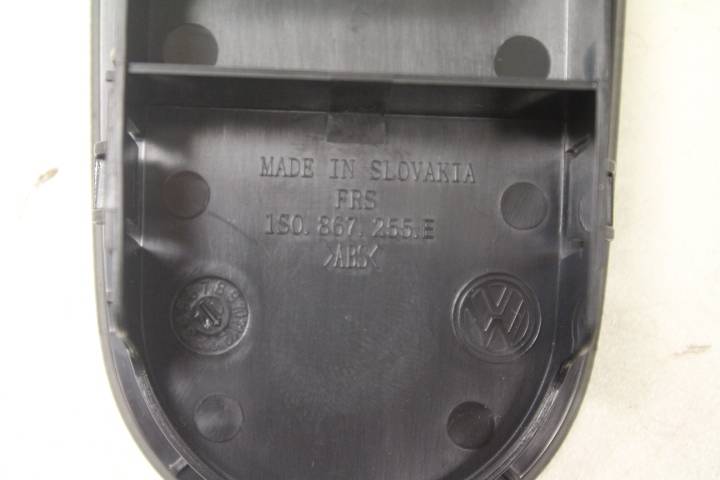 MADE IN SLOVAKIA
FRS
1S0. 867. 255.E
>ABS<